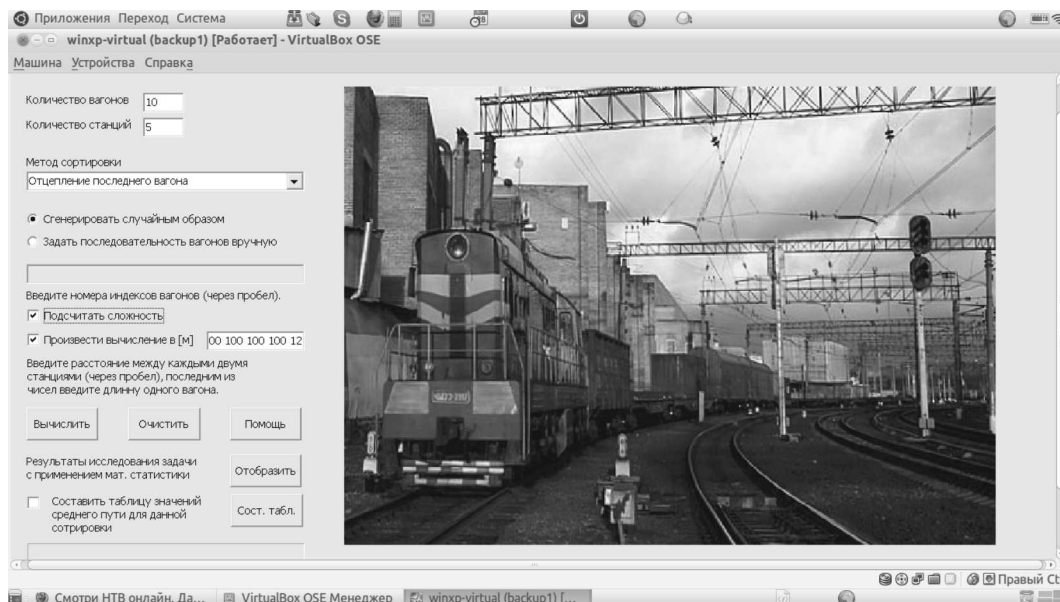 Приложения Переход Система
winxp-virtual (backup1) [Работает] - VirtualBox OSE
Машина Устройства Справка
Количество вагонов 10
Количество станций 5
Метод сортировки
Отцепление последнего вагона
Сгенерировать случайным образом
Задать последовательность вагонов вручную
Введите номера индексов вагонов (через пробел).
Подсчитать сложность
Произвести вычисление в [м] 00 100 100 100 12
Введите расстояние между каждыми двумя
станциями (через пробел), последним из
чисел введите длинну одного вагона.
Вычислить Очистить Помощь
Результаты исследования задачи
с применением мат. статистики
Отобразить
Составить таблицу значений
среднего пути для данной
сотрировки
Сост. табл.
Правый Ct
Смотри НТВ онлайн. Да... VirtualBox OSE Менеджер winxp-virtual (backup1) [...